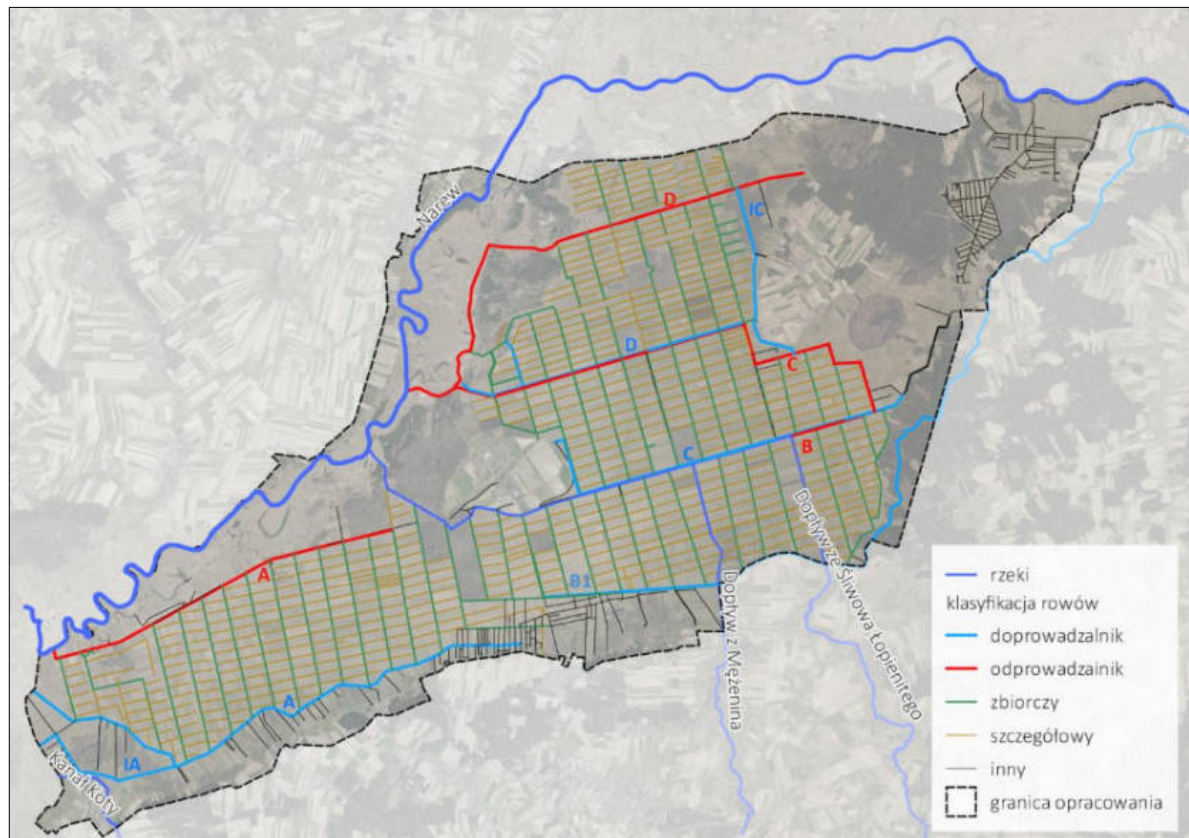 Narew
D
IC
D
C
B
C
A
B1
A
IA
Kanał Koty
Dopływ z Mężenina
Dopływ ze Śliwowa Łopienitego
rzeki
klasyfikacja rowów
doprowadzalnik
odprowadzalnik
zbiorczy
szczegółowy
inny
granica opracowania